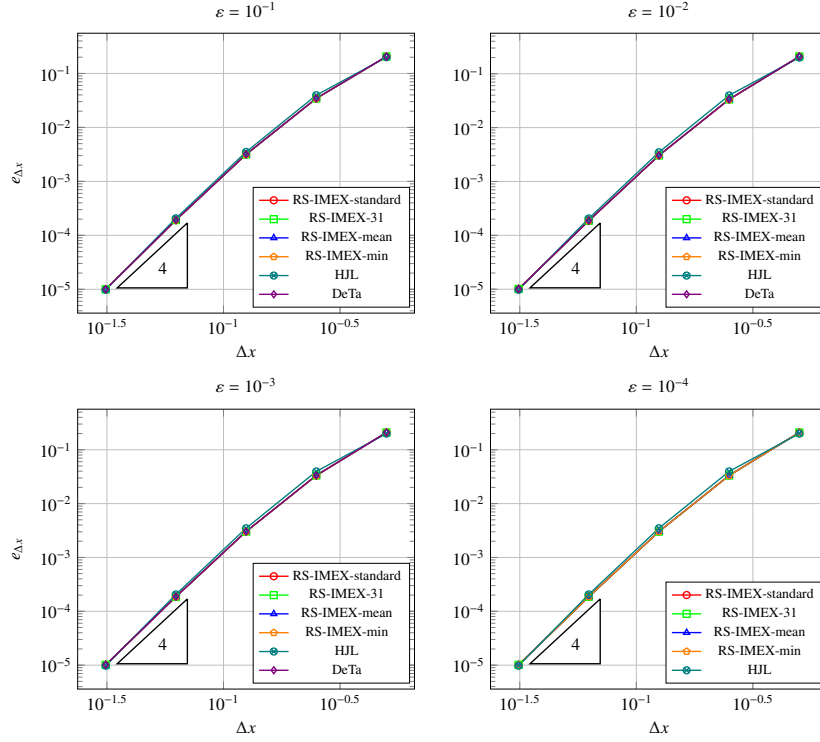 ε = 10^-1
10^-1
10^-2
10^-3
10^-4
10^-5
e_Δx
RS-IMEX-standard
RS-IMEX-31
RS-IMEX-mean
RS-IMEX-min
HJL
DeTa
4
10^-1.5
10^-1
10^-0.5
Δx
ε = 10^-2
10^-1
10^-2
10^-3
10^-4
10^-5
RS-IMEX-standard
RS-IMEX-31
RS-IMEX-mean
RS-IMEX-min
HJL
DeTa
4
10^-1.5
10^-1
10^-0.5
Δx
ε = 10^-3
10^-1
10^-2
10^-3
10^-4
10^-5
e_Δx
RS-IMEX-standard
RS-IMEX-31
RS-IMEX-mean
RS-IMEX-min
HJL
DeTa
4
10^-1.5
10^-1
10^-0.5
Δx
ε = 10^-4
10^-1
10^-2
10^-3
10^-4
10^-5
RS-IMEX-standard
RS-IMEX-31
RS-IMEX-mean
RS-IMEX-min
HJL
4
10^-1.5
10^-1
10^-0.5
Δx